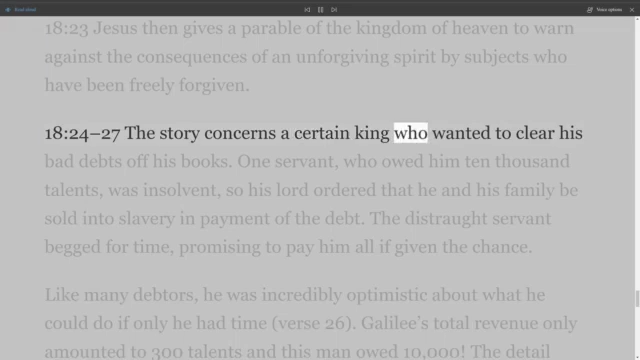 Read aloud
Voice options
18:23 Jesus then gives a parable of the kingdom of heaven to warn
against the consequences of an unforgiving spirit by subjects who
have been freely forgiven.
18:24–27 The story concerns a certain king who wanted to clear his
bad debts off his books. One servant, who owed him ten thousand
talents, was insolvent, so his lord ordered that he and his family be
sold into slavery in payment of the debt. The distraught servant
begged for time, promising to pay him all if given the chance.
Like many debtors, he was incredibly optimistic about what he
could do if only he had time (verse 26). Galilee's total revenue only
amounted to 300 talents and this man owed 10,000! The detail